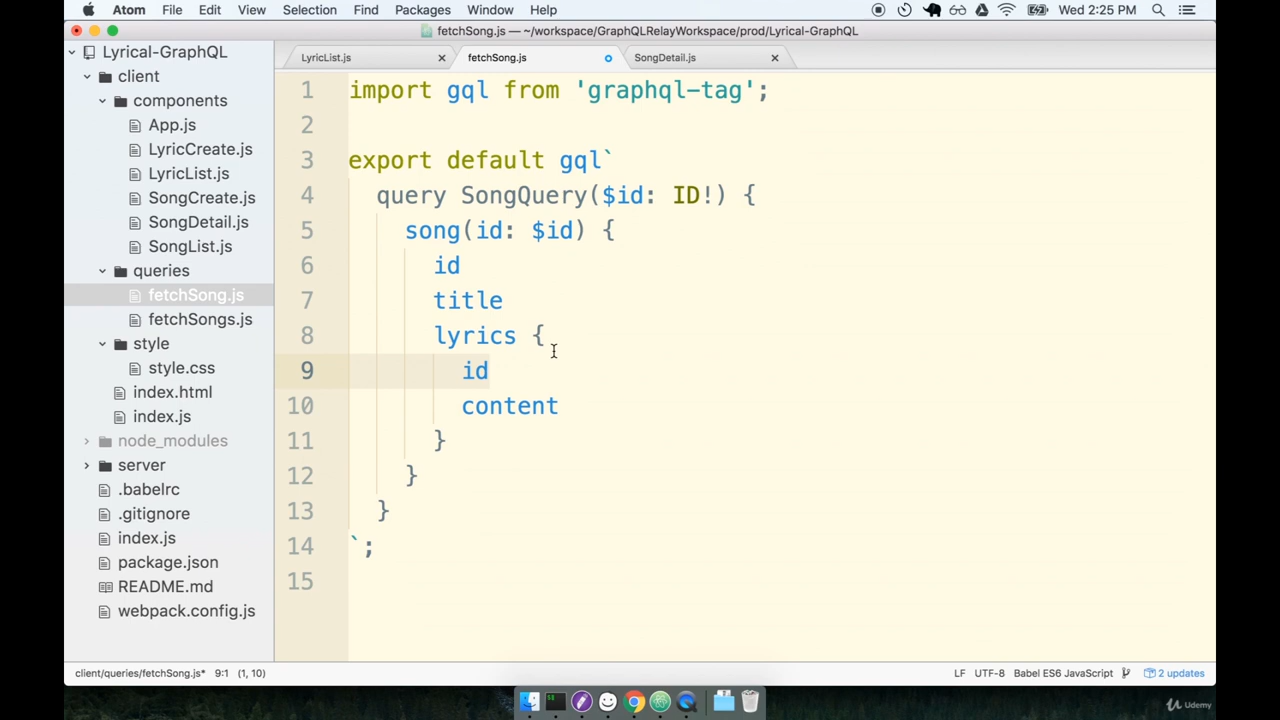 Atom File Edit View Selection Find Packages Window Help Wed 2:25 PM
fetchSong.js — ~/workspace/GraphQLRelayWorkspace/prod/Lyrical-GraphQL
Lyrical-GraphQL
client
components
App.js
LyricCreate.js
LyricList.js
SongCreate.js
SongDetail.js
SongList.js
queries
fetchSong.js
fetchSongs.js
style
style.css
index.html
index.js
node_modules
server
.babelrc
.gitignore
index.js
package.json
README.md
webpack.config.js
LyricList.js fetchSong.js SongDetail.js
1 import gql from 'graphql-tag';
2
3 export default gql`
4 query SongQuery($id: ID!) {
5 song(id: $id) {
6 id
7 title
8 lyrics {
9 id
10 content
11 }
12 }
13 }
14 `;
15
client/queries/fetchSong.js* 9:1 (1, 10) LF UTF-8 Babel ES6 JavaScript 2 updates
Udemy